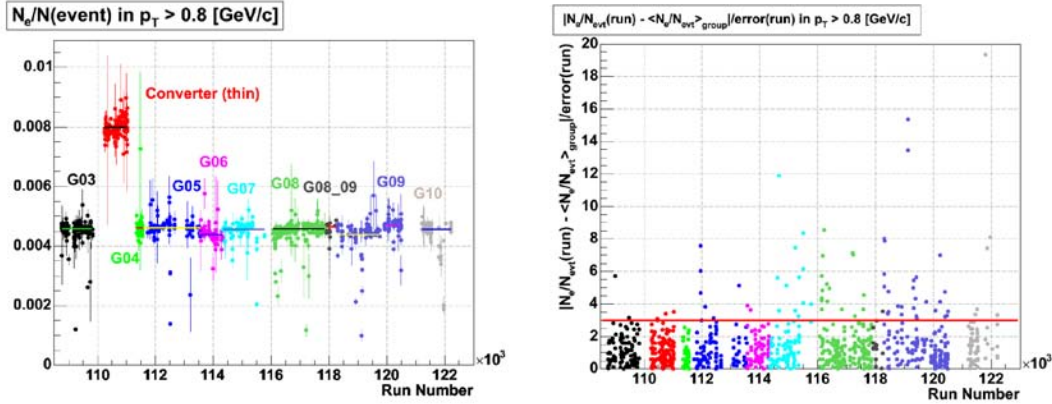 N_e/N(event) in p_T > 0.8 [GeV/c]
0.01
0.008
0.006
0.004
0.002
0
Converter (thin)
G03
G04
G05
G06
G07
G08
G08_09
G09
G10
110 112 114 116 118 120 122
×10³
Run Number
|N_e/N_evt(run) - <N_e/N_evt>_group|/error(run) in p_T > 0.8 [GeV/c]
|N_e/N_evt(run) - <N_e/N_evt>_group|/error(run)
20
18
16
14
12
10
8
6
4
2
0
110 112 114 116 118 120 122
×10³
Run Number